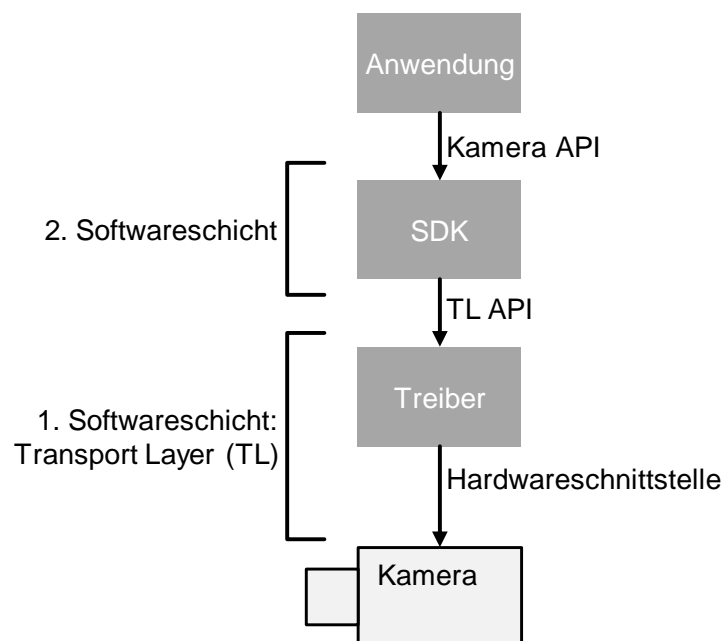 Anwendung
Kamera API
2. Softwareschicht
SDK
TL API
1. Softwareschicht:
Transport Layer (TL)
Treiber
Hardwareschnittstelle
Kamera